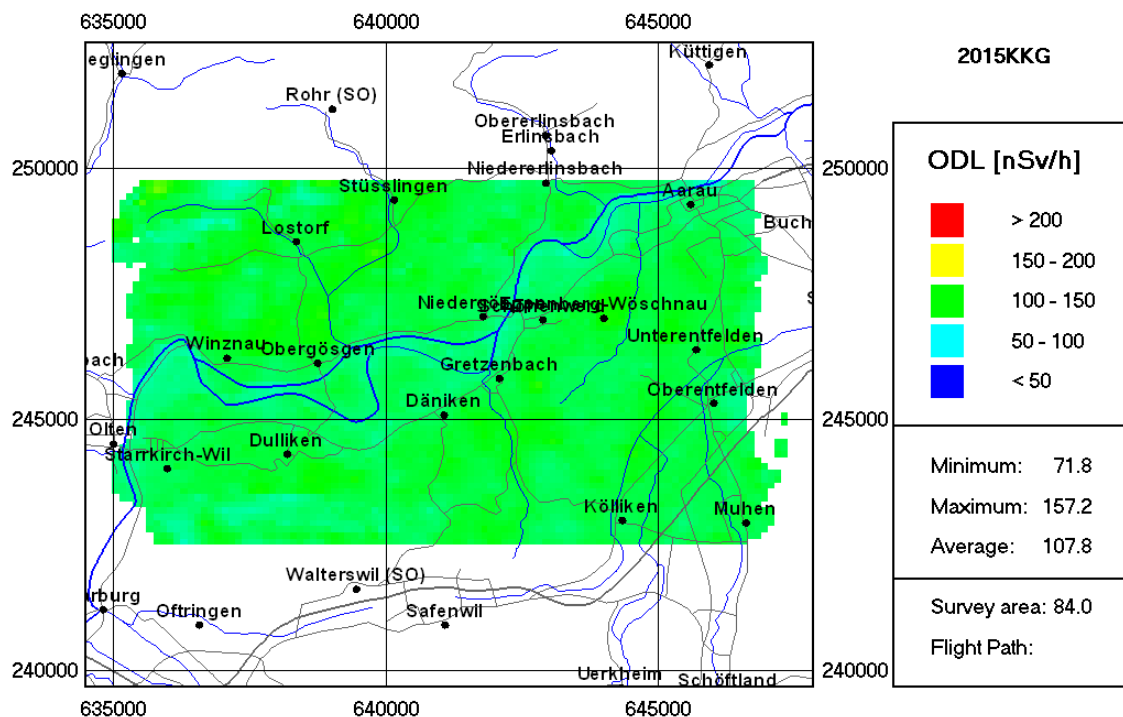 635000 640000 645000
eglingen
Küttigen
2015KKG
Rohr (SO)
Obererlinsbach
Erlinsbach
250000 250000
Niedererlinsbach
ODL [nSv/h]
Stüsslingen
Aarau
> 200
Buch
Lostorf
150 - 200
100 - 150
Niedergösgen
Eppenberg-Wöschnau
Schönenwerd
50 - 100
Unterentfelden
Winznau
Obergösgen
bach
Gretzenbach
< 50
Oberentfelden
Däniken
245000 245000
Olten
Dulliken
Starrkirch-Wil
Minimum: 71.8
Kölliken
Muhen
Maximum: 157.2
Average: 107.8
Walterswil (SO)
rburg
Oftringen
Safenwil
Survey area: 84.0
Flight Path:
240000 240000
Uerkheim
Schöftland
635000 640000 645000